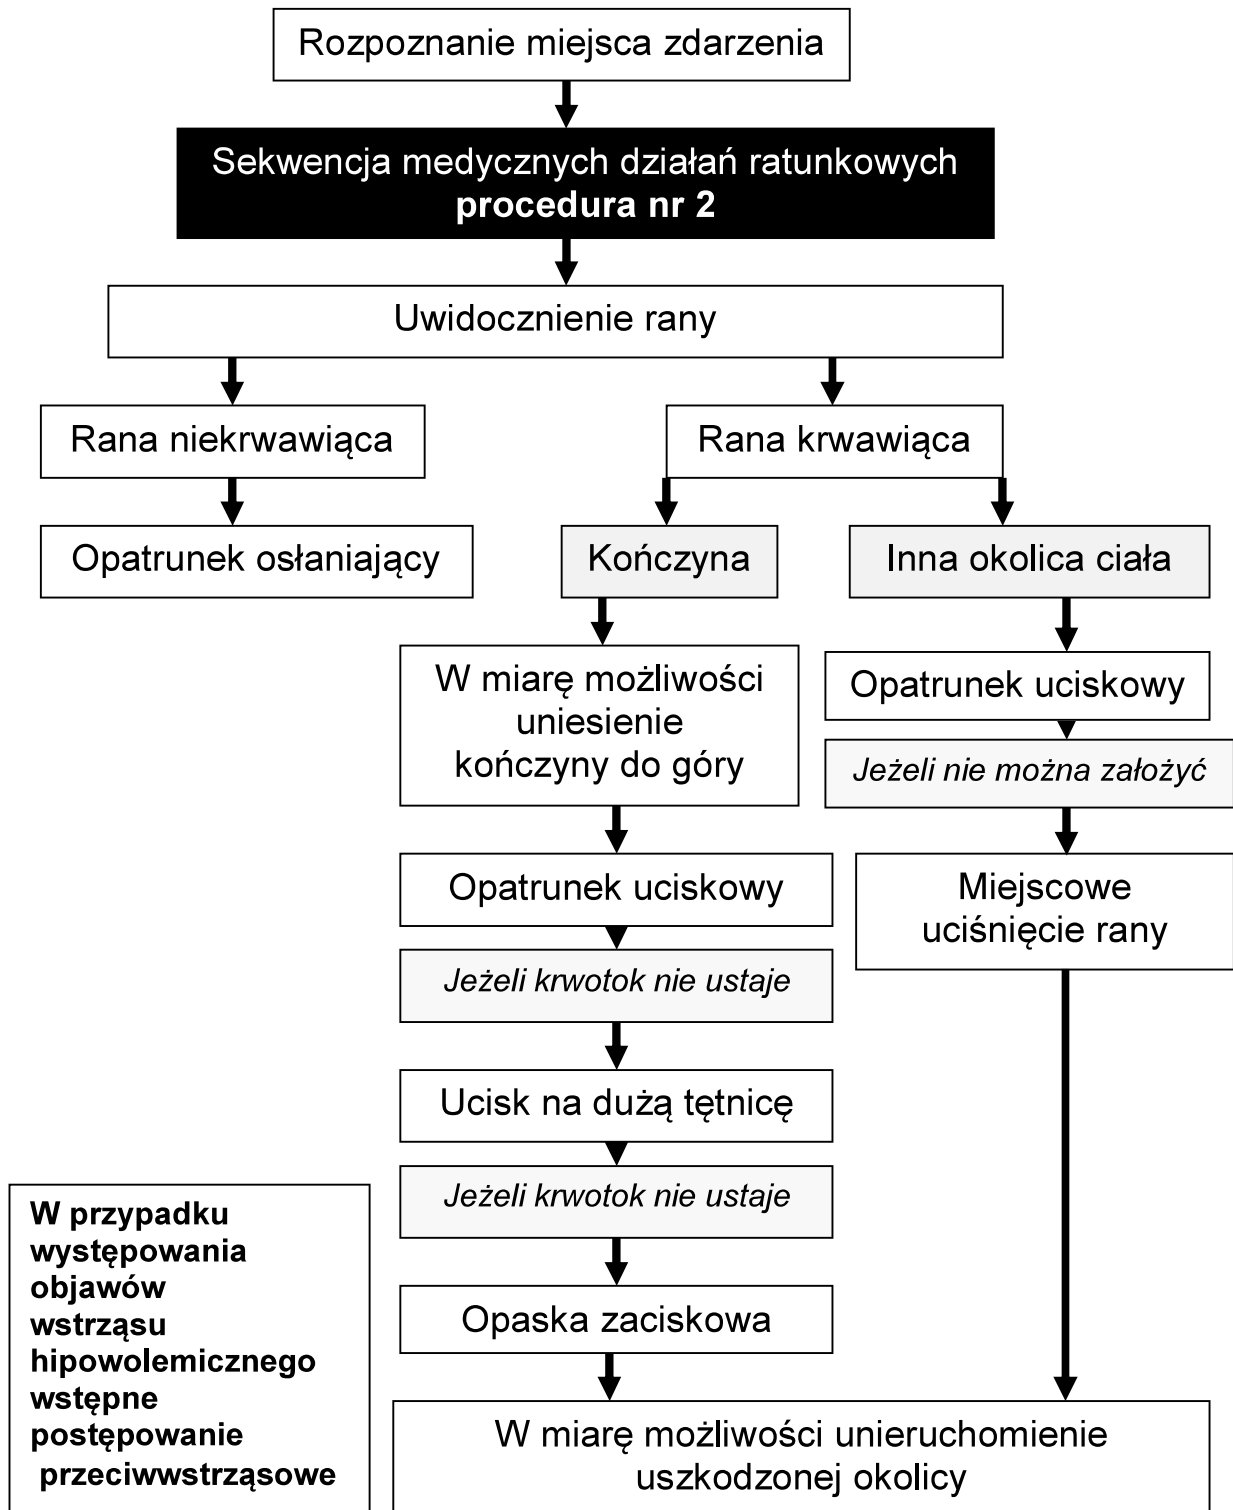 Rozpoznanie miejsca zdarzenia
Sekwencja medycznych działań ratunkowych
procedura nr 2
Uwidocznienie rany
Rana niekrwawiąca
Rana krwawiąca
Opatrunek osłaniający
Kończyna
Inna okolica ciała
W miarę możliwości
uniesienie
kończyny do góry
Opatrunek uciskowy
Jeżeli nie można założyć
Opatrunek uciskowy
Miejscowe
uciśnięcie rany
Jeżeli krwotok nie ustaje
Ucisk na dużą tętnicę
Jeżeli krwotok nie ustaje
Opaska zaciskowa
W przypadku
występowania
objawów
wstrząsu
hipowolemicznego
wstępne
postępowanie
przeciwwstrząsowe
W miarę możliwości unieruchomienie
uszkodzonej okolicy